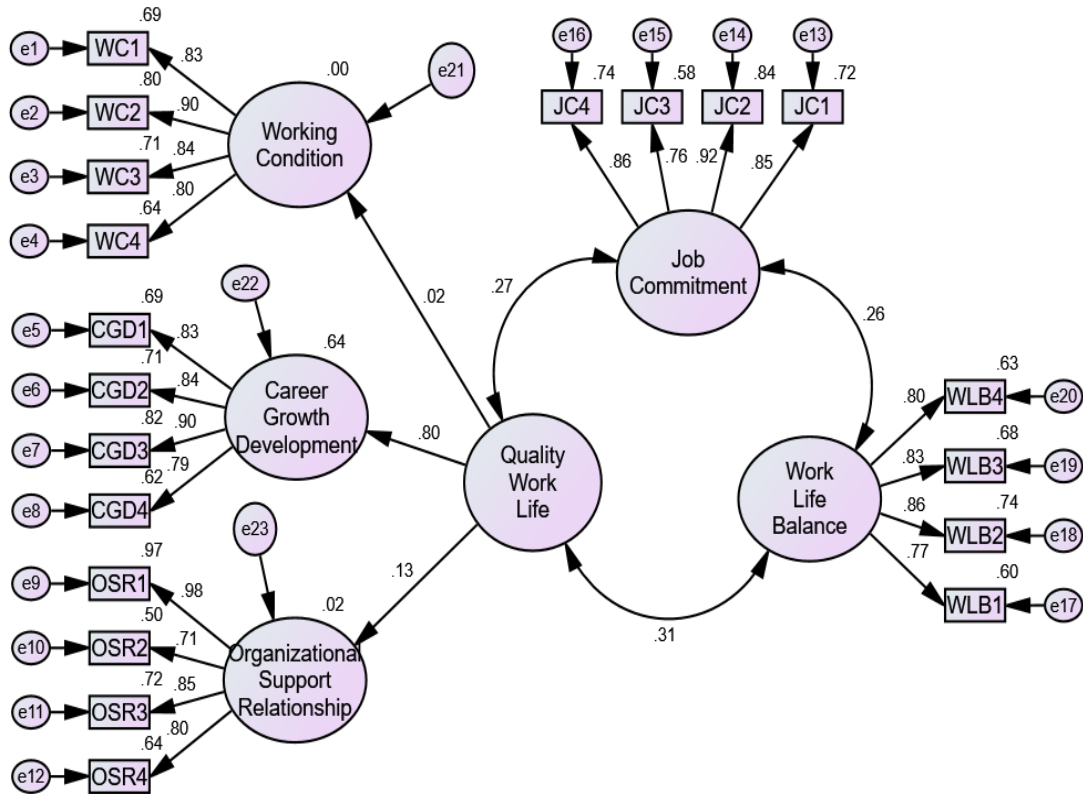 .69
e1
WC1
.83
.80
e2
WC2
.90
.71
e3
WC3
.84
.80
.64
e4
WC4
.00
e21
Working
Condition
e16
e15
e14
e13
.74
.58
.84
.72
JC4
JC3
JC2
JC1
.86
.76
.92
.85
Job
Commitment
.27
.26
.02
e22
.69
e5
CGD1
.83
.71
e6
CGD2
.84
.82
e7
CGD3
.90
.79
.62
e8
CGD4
.64
Career
Growth
Development
.80
Quality
Work
Life
Work
Life
Balance
.63
.80
WLB4
e20
.68
.83
WLB3
e19
.74
.86
WLB2
e18
.77
.60
WLB1
e17
.31
e23
.13
.97
e9
OSR1
.98
.50
e10
OSR2
.71
.72
e11
OSR3
.85
.80
.64
e12
OSR4
.02
Organizational
Support
Relationship